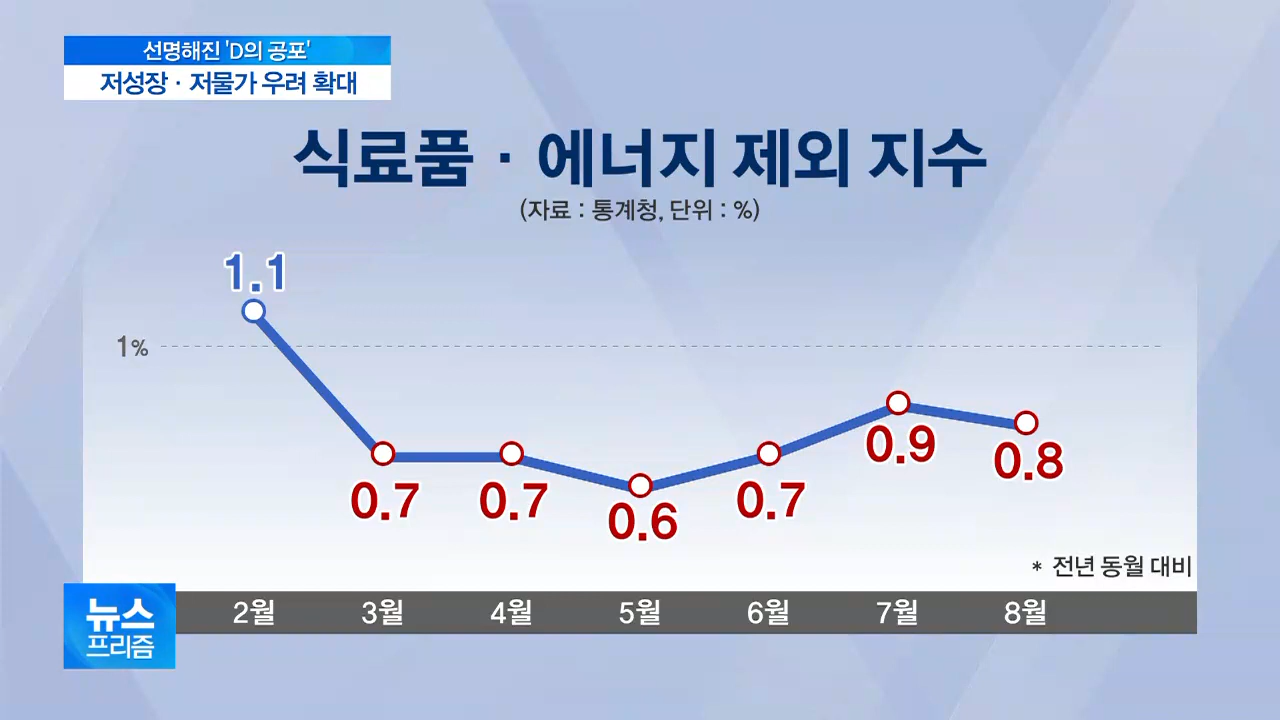 선명해진 'D의 공포'
저성장 · 저물가 우려 확대
식료품 · 에너지 제외 지수
(자료 : 통계청, 단위 : %)
1.1
1%
0.7
0.7
0.6
0.7
0.9
0.8
* 전년 동월 대비
2월 3월 4월 5월 6월 7월 8월
뉴스
프리즘